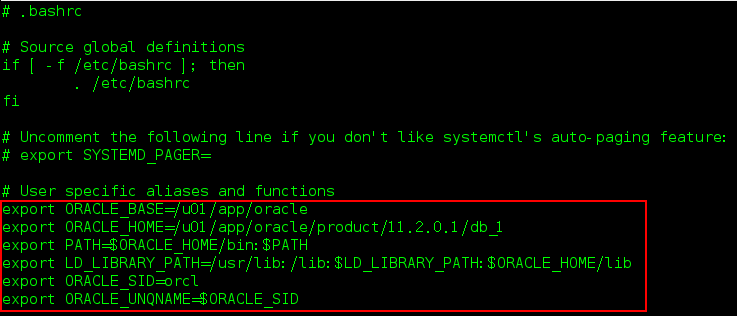 # .bashrc
# Source global definitions
if [ -f /etc/bashrc ]; then
        . /etc/bashrc
fi
# Uncomment the following line if you don't like systemctl's auto-paging feature:
# export SYSTEMD_PAGER=
# User specific aliases and functions
export ORACLE_BASE=/u01/app/oracle
export ORACLE_HOME=/u01/app/oracle/product/11.2.0.1/db_1
export PATH=$ORACLE_HOME/bin:$PATH
export LD_LIBRARY_PATH=/usr/lib:/lib:$LD_LIBRARY_PATH:$ORACLE_HOME/lib
export ORACLE_SID=orcl
export ORACLE_UNQNAME=$ORACLE_SID